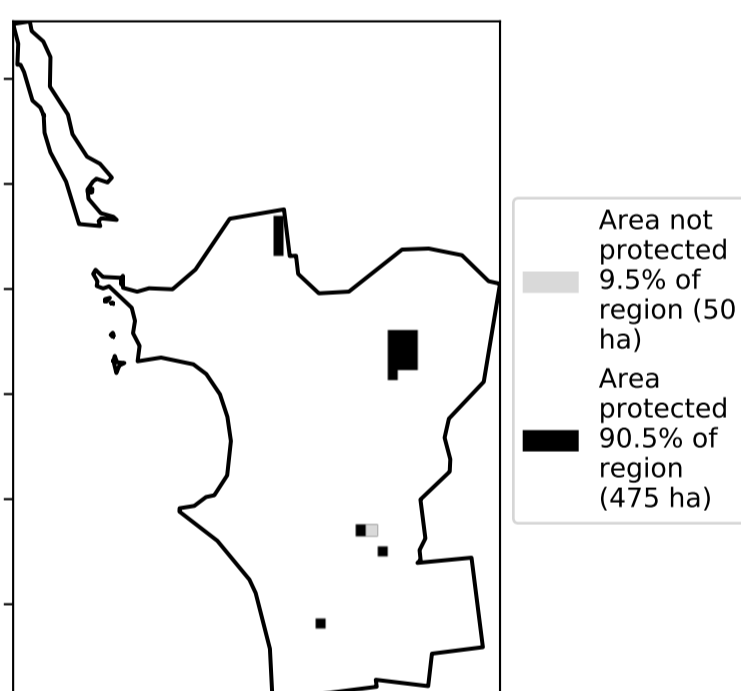 Area not
protected
9.5% of
region (50
ha)
Area
protected
90.5% of
region
(475 ha)